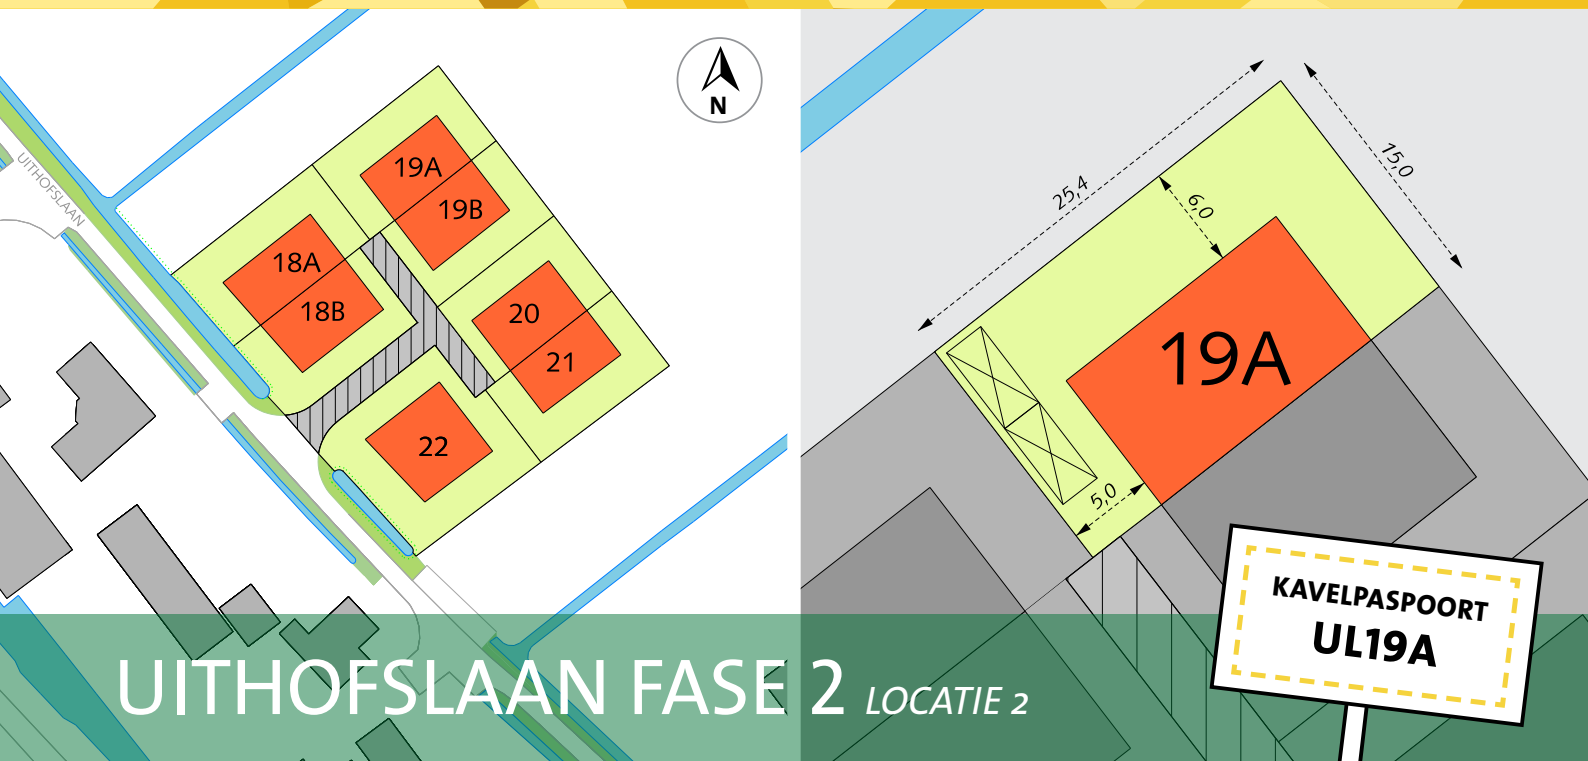 UITHOFSLAAN
N
19A
19B
18A
18B
20
21
22
25,4
15,0
6,0
19A
5,0
KAVELPASPOORT
UL19A
UITHOFSLAAN FASE 2 LOCATIE 2